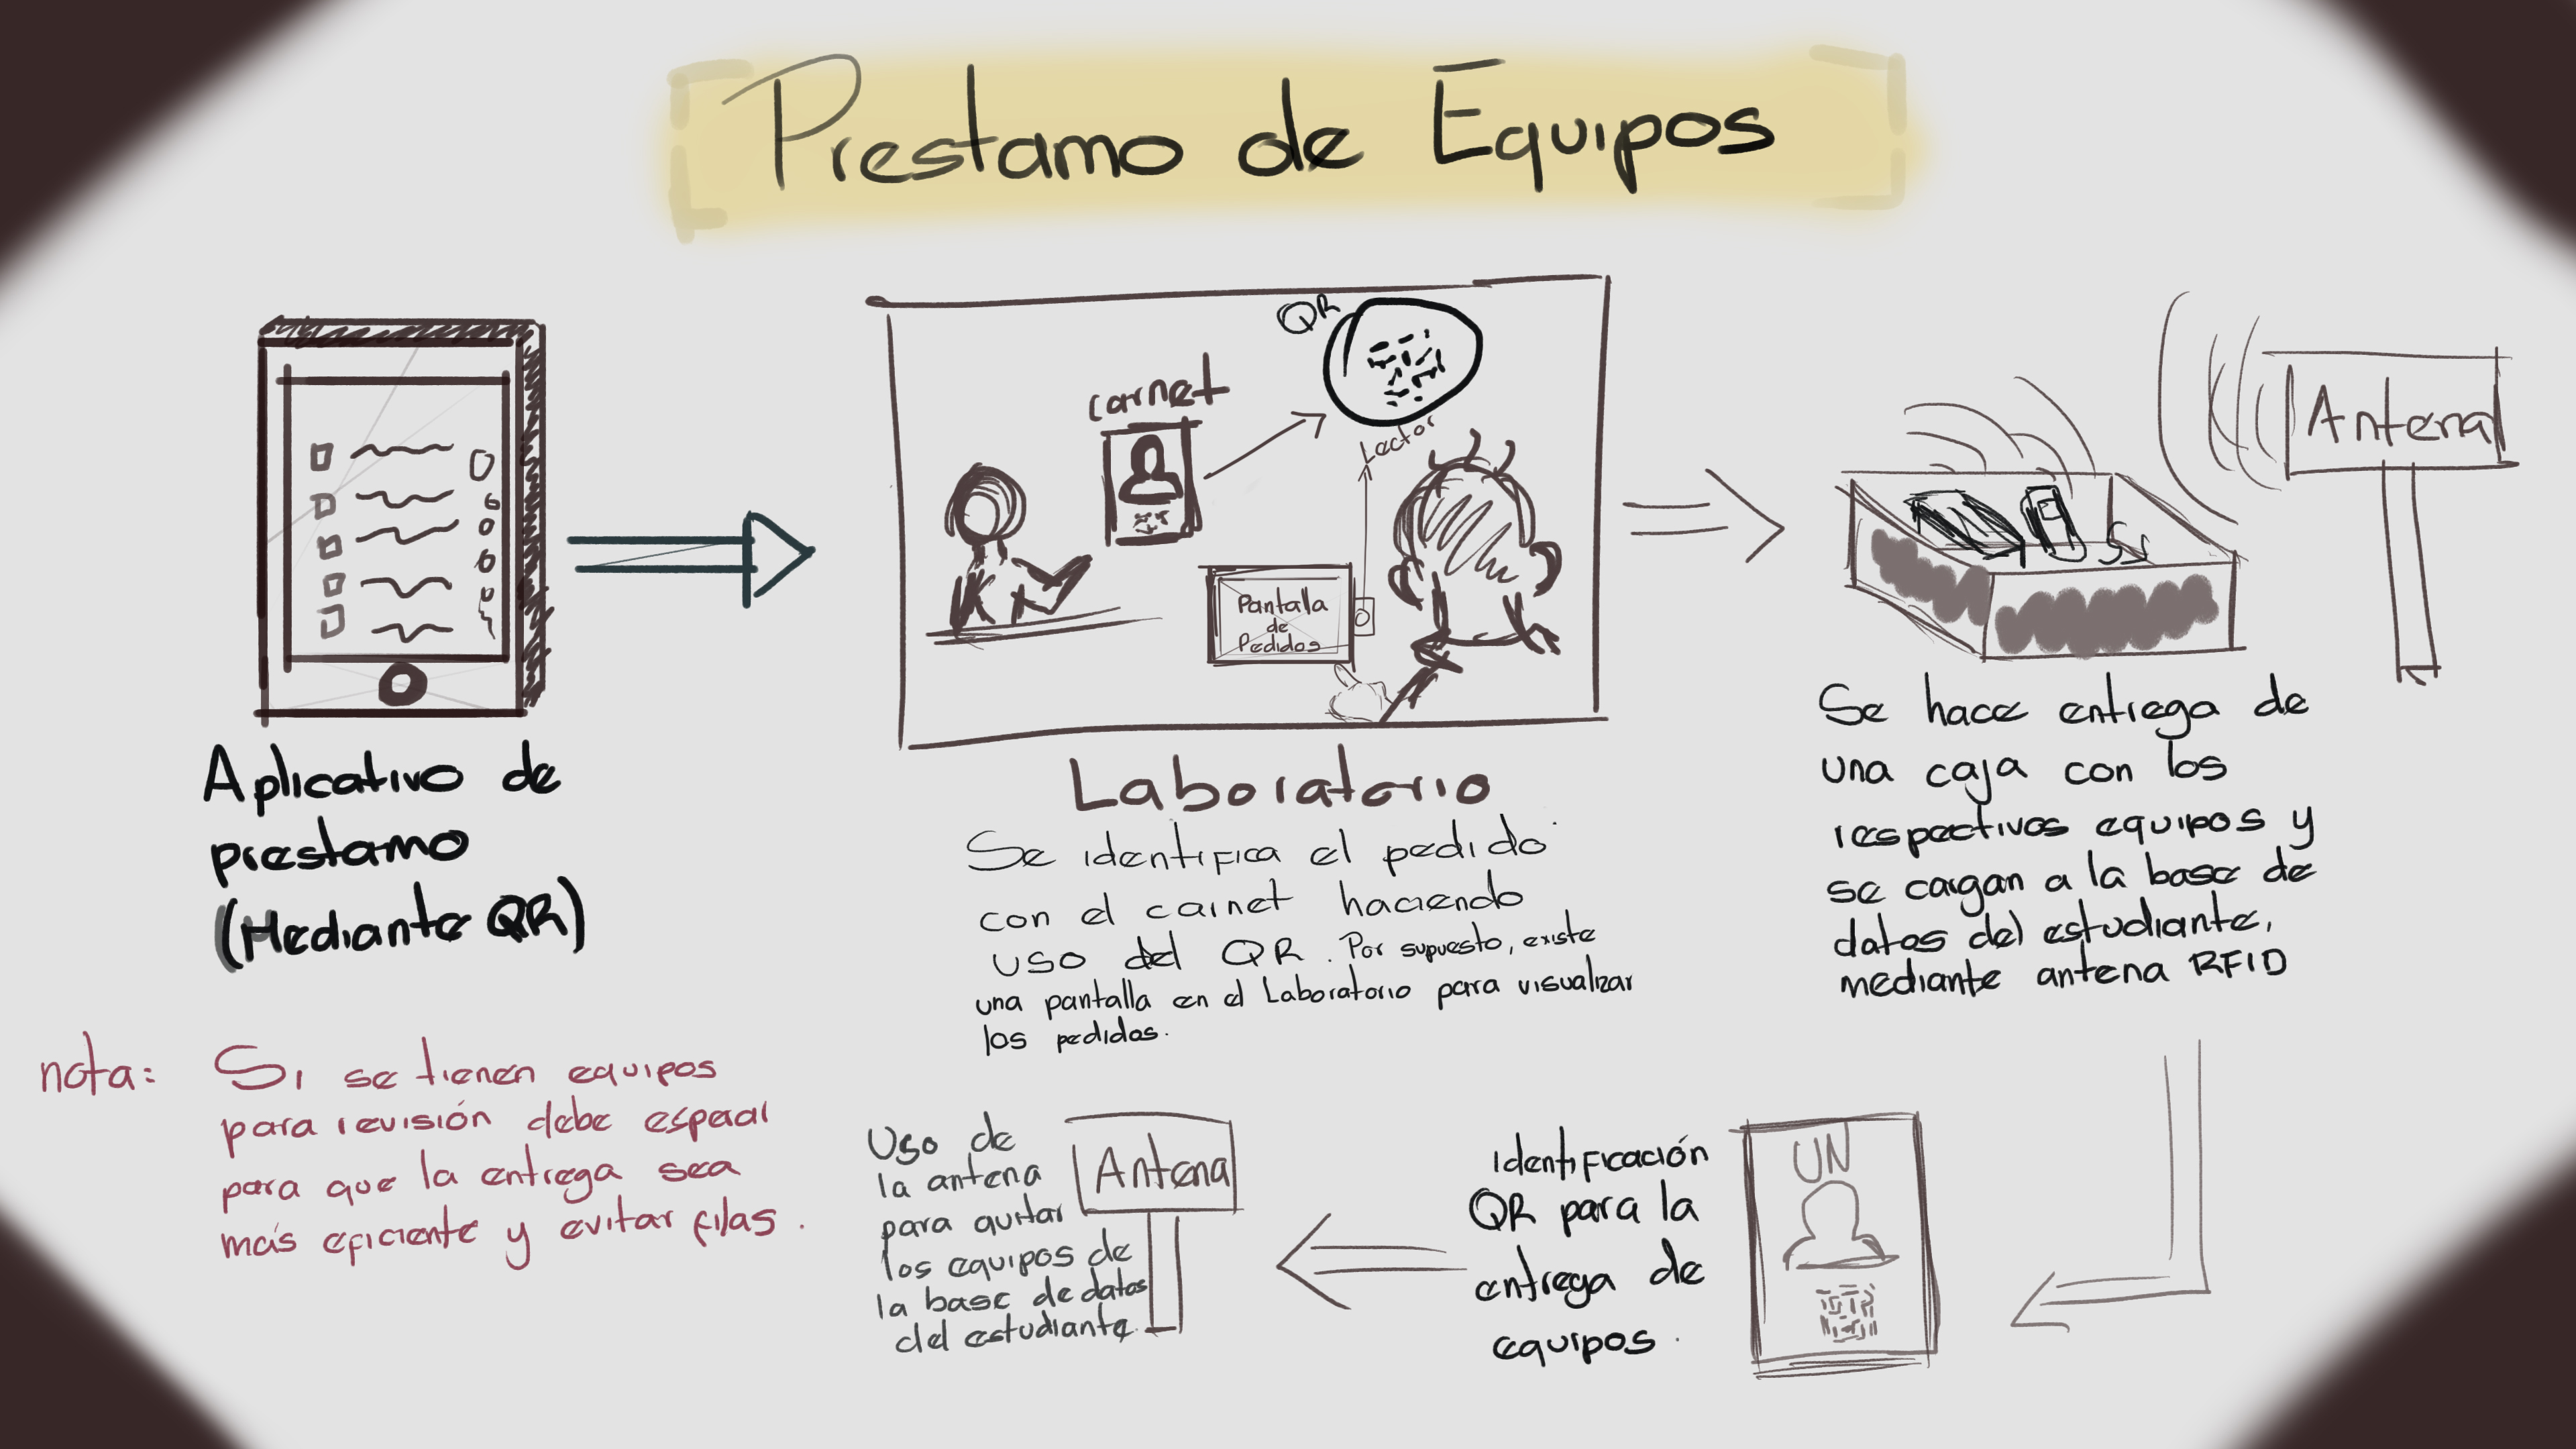 Prestamo de Equipos
Aplicativo de
prestamo
(Mediante QR)
QR
carnet
Lector
Pantalla
de
Pedidos
Laboratorio
Se identifica el pedido
con el carnet haciendo
uso del QR. Por supuesto, existe
una pantalla en el Laboratorio para visualizar
los pedidos.
Antena
Se hace entrega de
una caja con los
respectivos equipos y
se cargan a la base de
datos del estudiante,
mediante antena RFID
nota: Si se tienen equipos
para revisión debe esperar
para que la entrega sea
más eficiente y evitar filas.
UN
Identificación
QR para la
entrega de
equipos.
Antena
Uso de
la antena
para quitar
los equipos de
la base de datos
del estudiante.